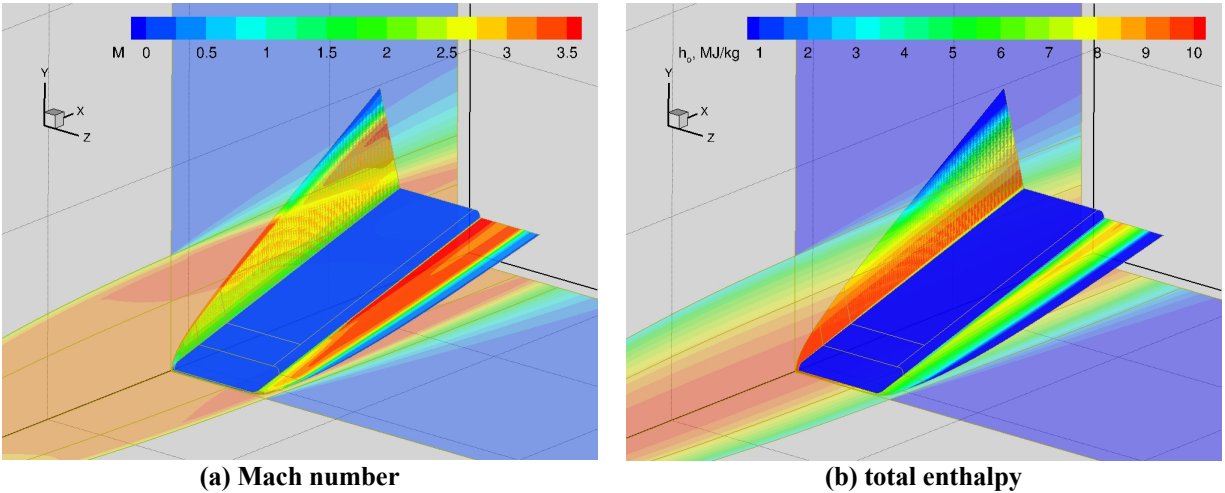 M 0 0.5 1 1.5 2 2.5 3 3.5
Y
X
Z
(a) Mach number
h₀, MJ/kg 1 2 3 4 5 6 7 8 9 10
Y
X
Z
(b) total enthalpy